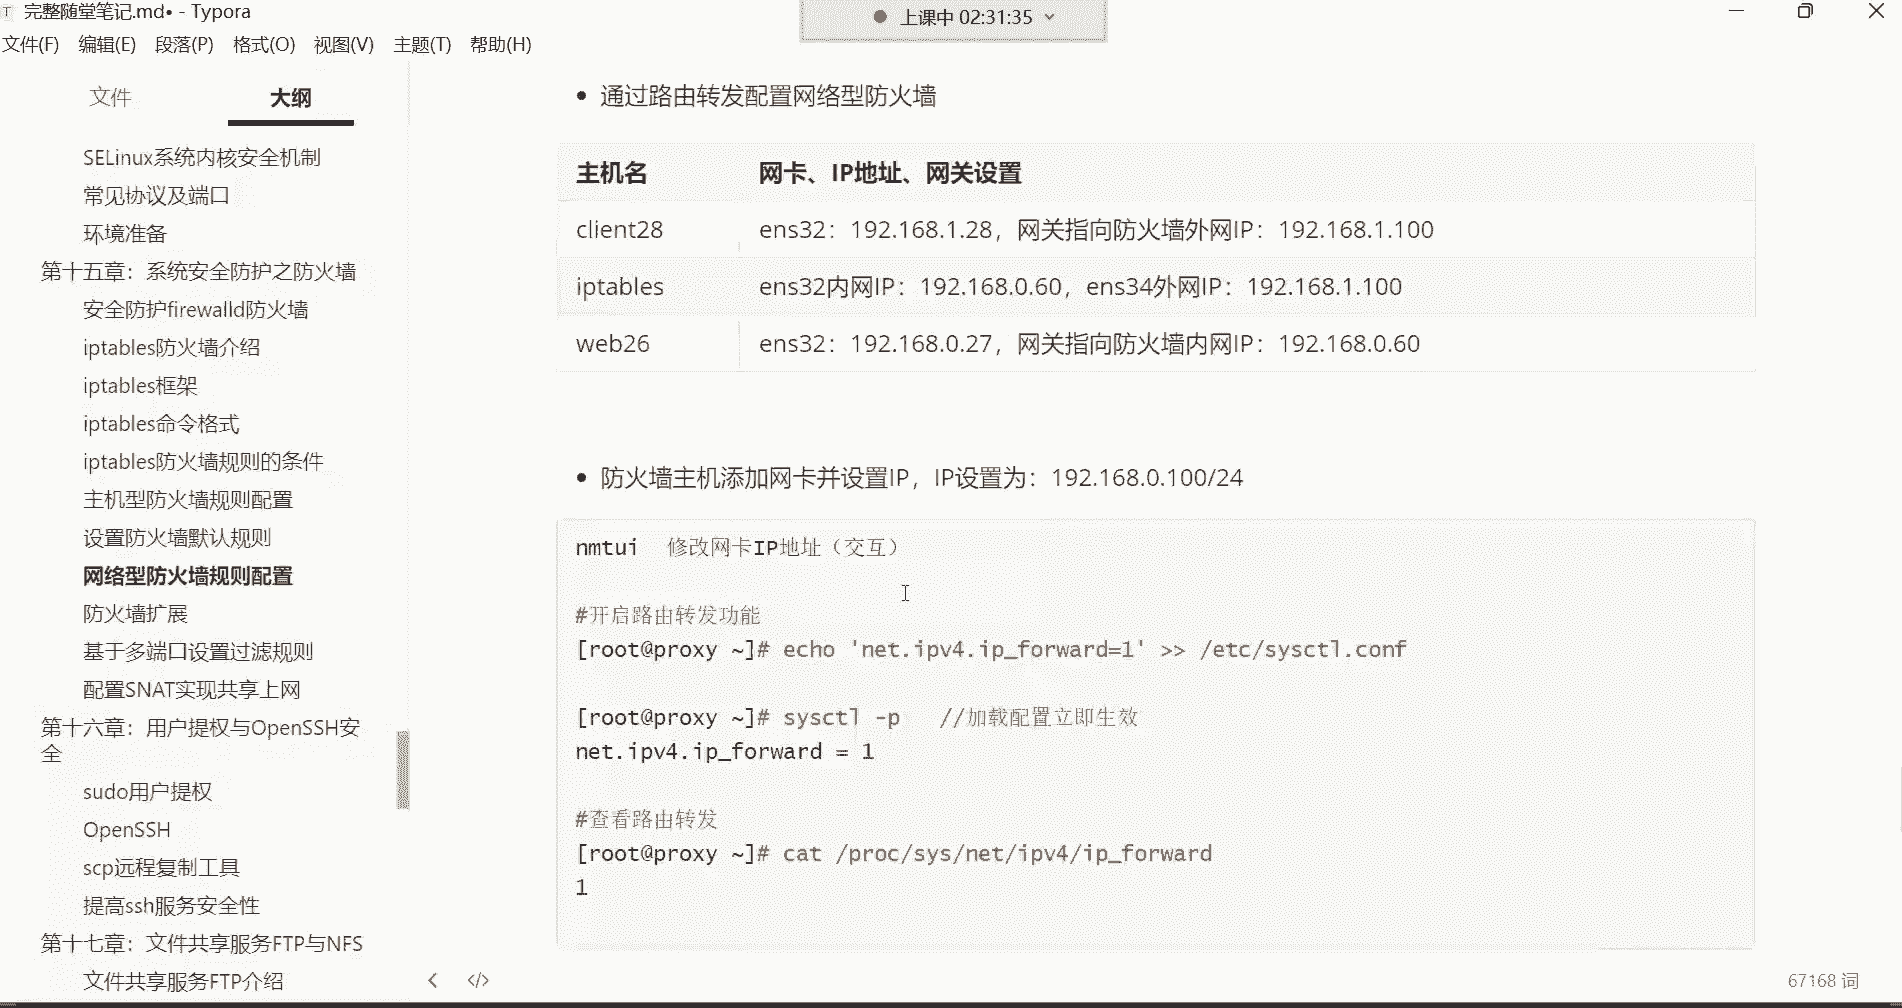 完整随堂笔记.md• - Typora
上课中 02:31:35
文件(F) 编辑(E) 段落(P) 格式(O) 视图(V) 主题(T) 帮助(H)
文件 大纲
SELinux系统内核安全机制
常见协议及端口
环境准备
第十五章：系统安全防护之防火墙
安全防护firewalld防火墙
iptables防火墙介绍
iptables框架
iptables命令格式
iptables防火墙规则的条件
主机型防火墙规则配置
设置防火墙默认规则
网络型防火墙规则配置
防火墙扩展
基于多端口设置过滤规则
配置SNAT实现共享上网
第十六章：用户提权与OpenSSH安
全
sudo用户提权
OpenSSH
scp远程复制工具
提高ssh服务安全性
第十七章：文件共享服务FTP与NFS
文件共享服务FTP介绍
• 通过路由转发配置网络型防火墙
主机名 网卡、IP地址、网关设置
client28 ens32：192.168.1.28，网关指向防火墙外网IP：192.168.1.100
iptables ens32内网IP：192.168.0.60，ens34外网IP：192.168.1.100
web26 ens32：192.168.0.27，网关指向防火墙内网IP：192.168.0.60
• 防火墙主机添加网卡并设置IP，IP设置为：192.168.0.100/24
nmtui 修改网卡IP地址（交互）
#开启路由转发功能
[root@proxy ~]# echo 'net.ipv4.ip_forward=1' >> /etc/sysctl.conf
[root@proxy ~]# sysctl -p //加载配置立即生效
net.ipv4.ip_forward = 1
#查看路由转发
[root@proxy ~]# cat /proc/sys/net/ipv4/ip_forward
1
67168 词